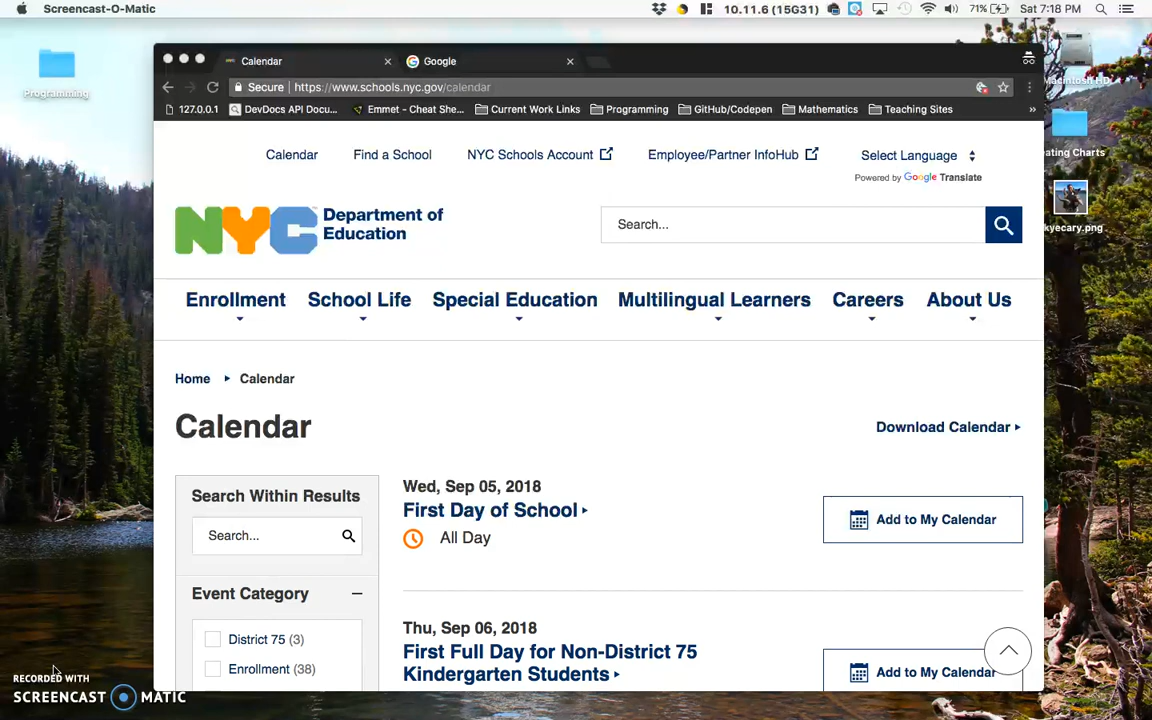 Screencast-O-Matic
10.11.6 (15G31)
71%
Sat 7:18 PM
Programming
Macintosh HD
Calendar
Google
Secure
https://www.schools.nyc.gov/calendar
127.0.0.1
DevDocs API Docu...
Emmet - Cheat She...
Current Work Links
Programming
GitHub/Codepen
Mathematics
Teaching Sites
»
eating Charts
kyecary.png
Calendar
Find a School
NYC Schools Account
Employee/Partner InfoHub
Select Language
Powered by Google Translate
NYC
Department of
Education
Search...
Enrollment
School Life
Special Education
Multilingual Learners
Careers
About Us
Home
Calendar
Calendar
Download Calendar
Search Within Results
Search...
Event Category
District 75 (3)
Enrollment (38)
Wed, Sep 05, 2018
First Day of School
All Day
Add to My Calendar
Thu, Sep 06, 2018
First Full Day for Non-District 75
Kindergarten Students
Add to My Calendar
RECORDED WITH
SCREENCAST MATIC